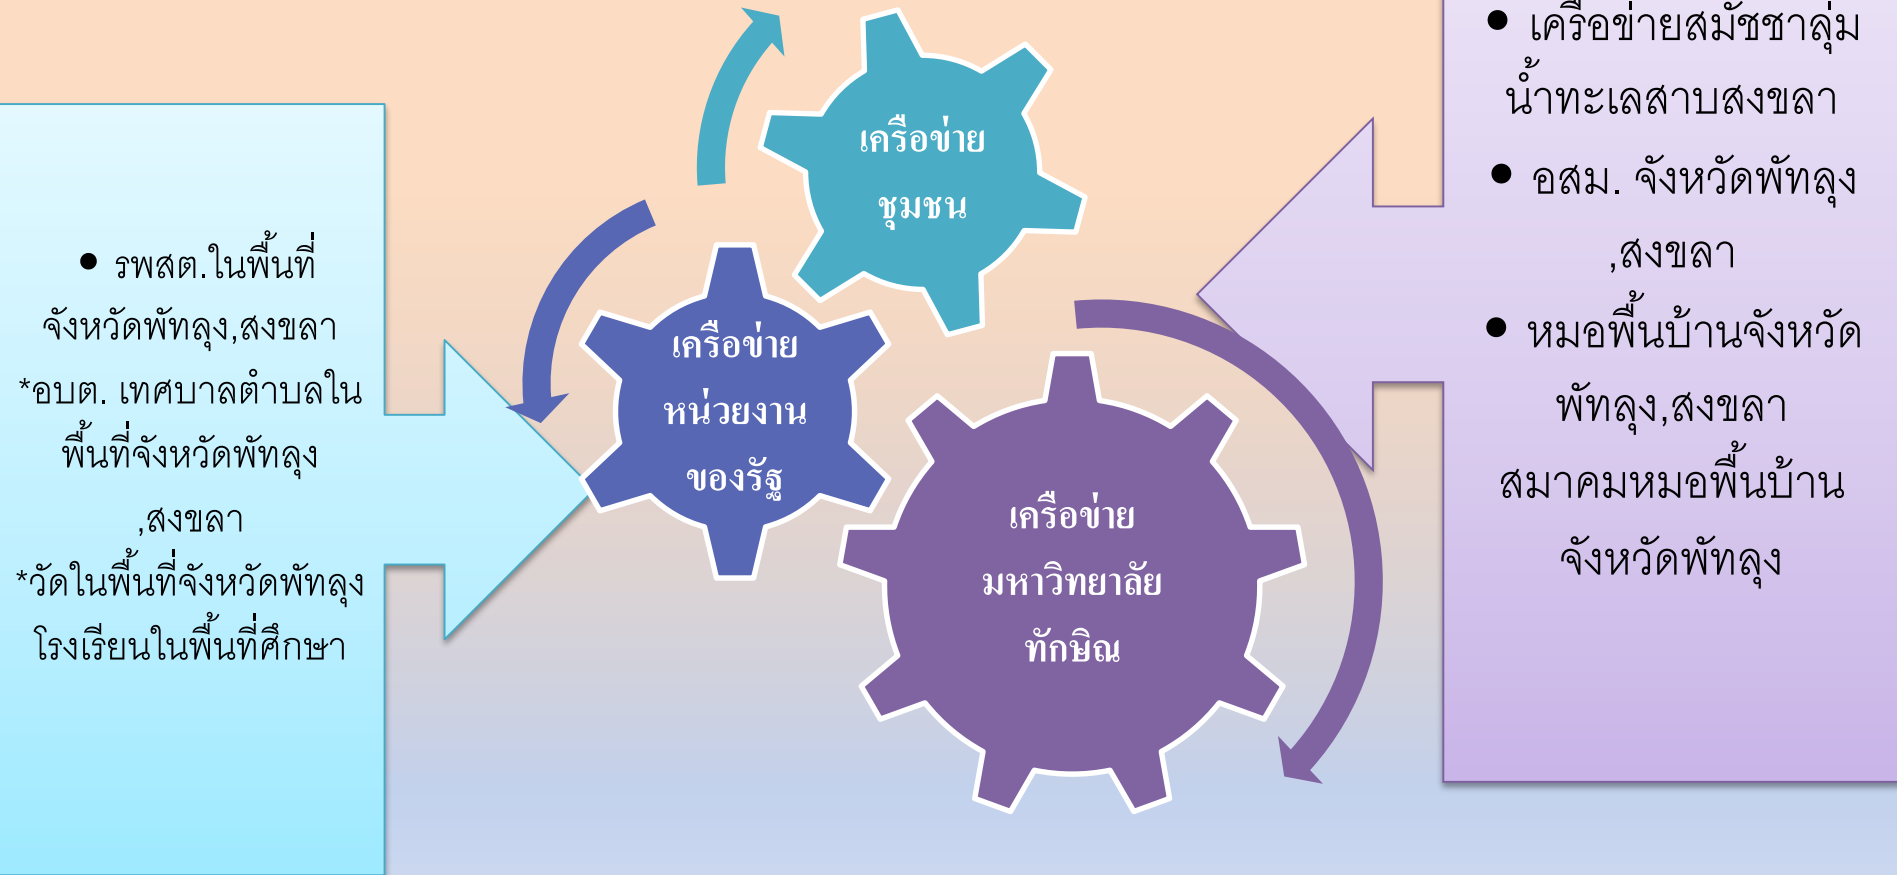 • รพสต.ในพื้นที่
จังหวัดพัทลุง,สงขลา
*อบต. เทศบาลตำบลใน
พื้นที่จังหวัดพัทลุง
,สงขลา
*วัดในพื้นที่จังหวัดพัทลุง
โรงเรียนในพื้นที่ศึกษา
เครือข่าย
ชุมชน
เครือข่าย
หน่วยงาน
ของรัฐ
เครือข่าย
มหาวิทยาลัย
ทักษิณ
• เครือข่ายสมัชชาลุ่ม
น้ำทะเลสาบสงขลา
• อสม. จังหวัดพัทลุง
,สงขลา
• หมอพื้นบ้านจังหวัด
พัทลุง,สงขลา
สมาคมหมอพื้นบ้าน
จังหวัดพัทลุง